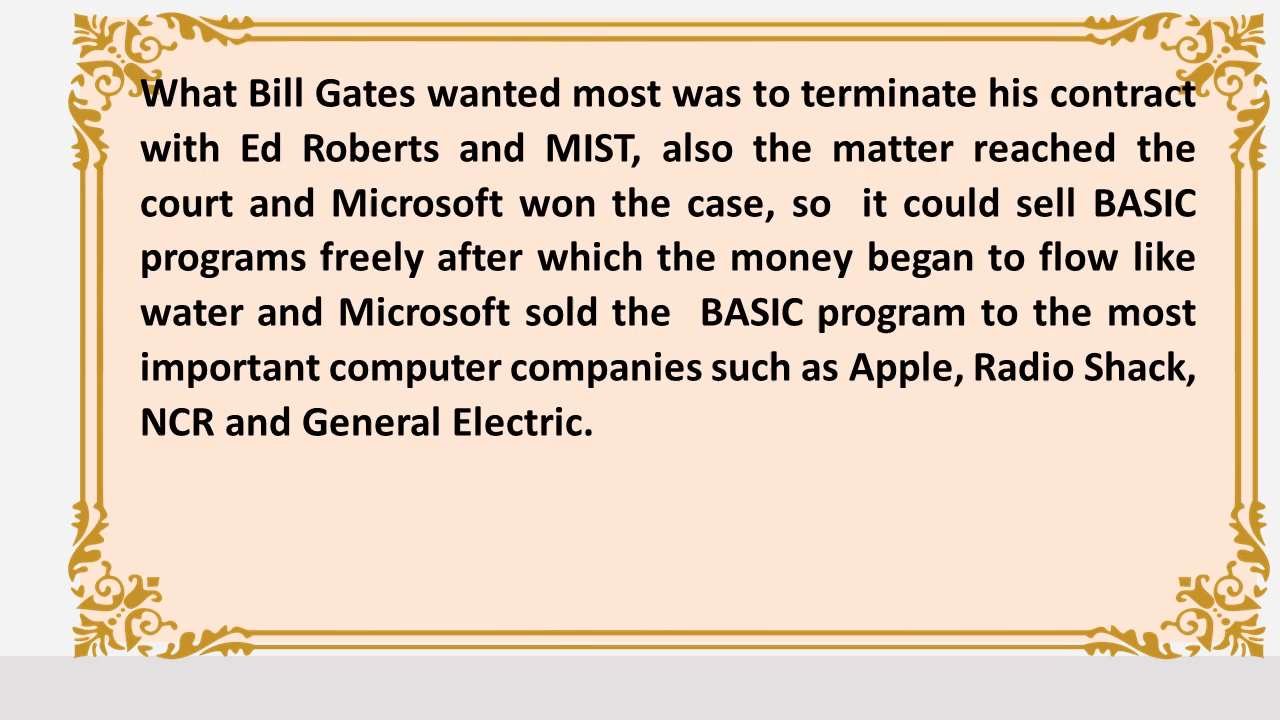 What Bill Gates wanted most was to terminate his contract
with Ed Roberts and MIST, also the matter reached the
court and Microsoft won the case, so  it could sell BASIC
programs freely after which the money began to flow like
water and Microsoft sold the  BASIC program to the most
important computer companies such as Apple, Radio Shack,
NCR and General Electric.